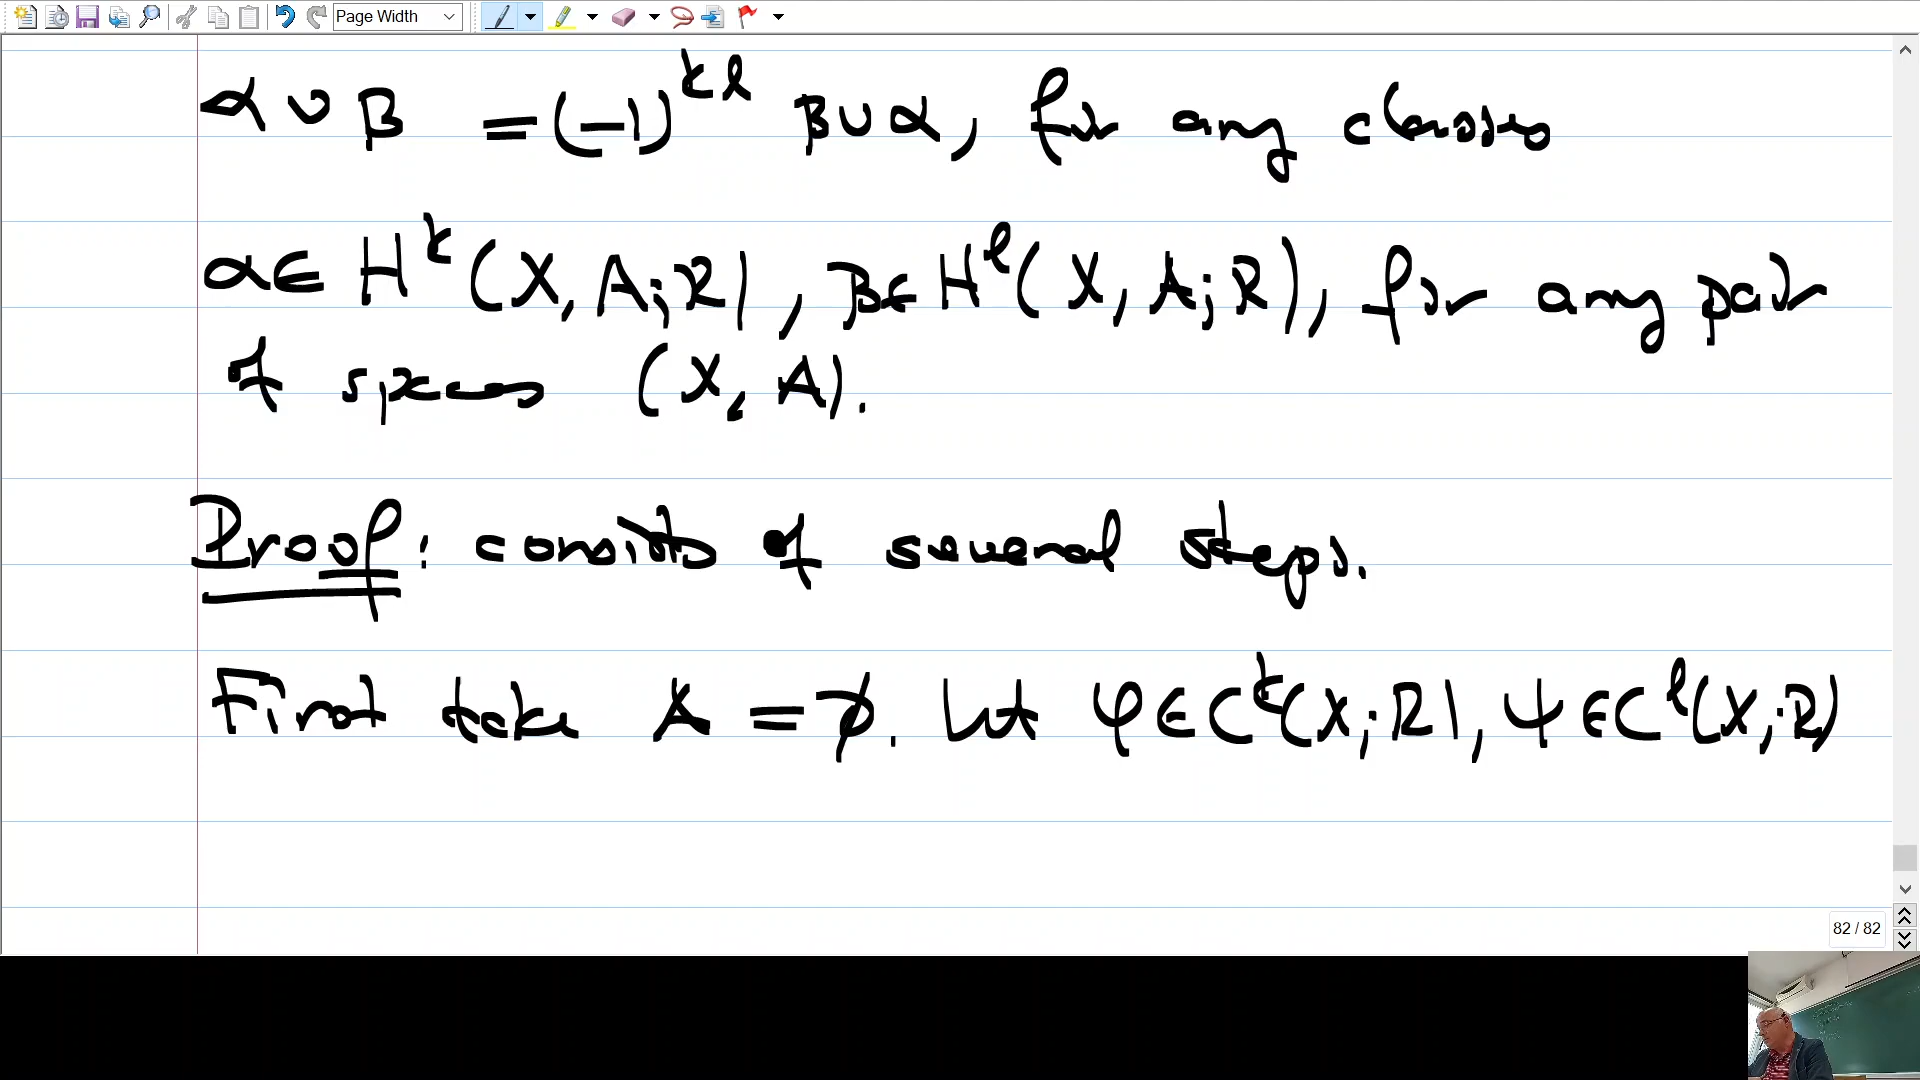 Page Width
α ∪ β = (-1)^{kl} β ∪ α, for any classes
α ∈ H^k (X, A; R), β ∈ H^l (X, A; R), for any pair
of spaces (X, A).
Proof: consists of several steps.
First take A = ∅. Let φ ∈ C^k (X; R), ψ ∈ C^l (X; R)
82 / 82